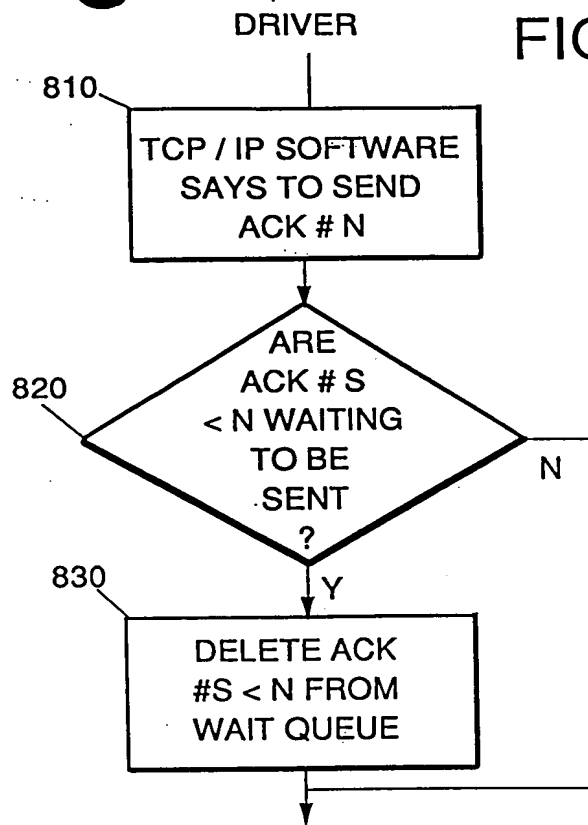 DRIVER
FIG
810
TCP / IP SOFTWARE
SAYS TO SEND
ACK # N
820
ARE
ACK # S
< N WAITING
TO BE
SENT
?
N
Y
830
DELETE ACK
#S < N FROM
WAIT QUEUE